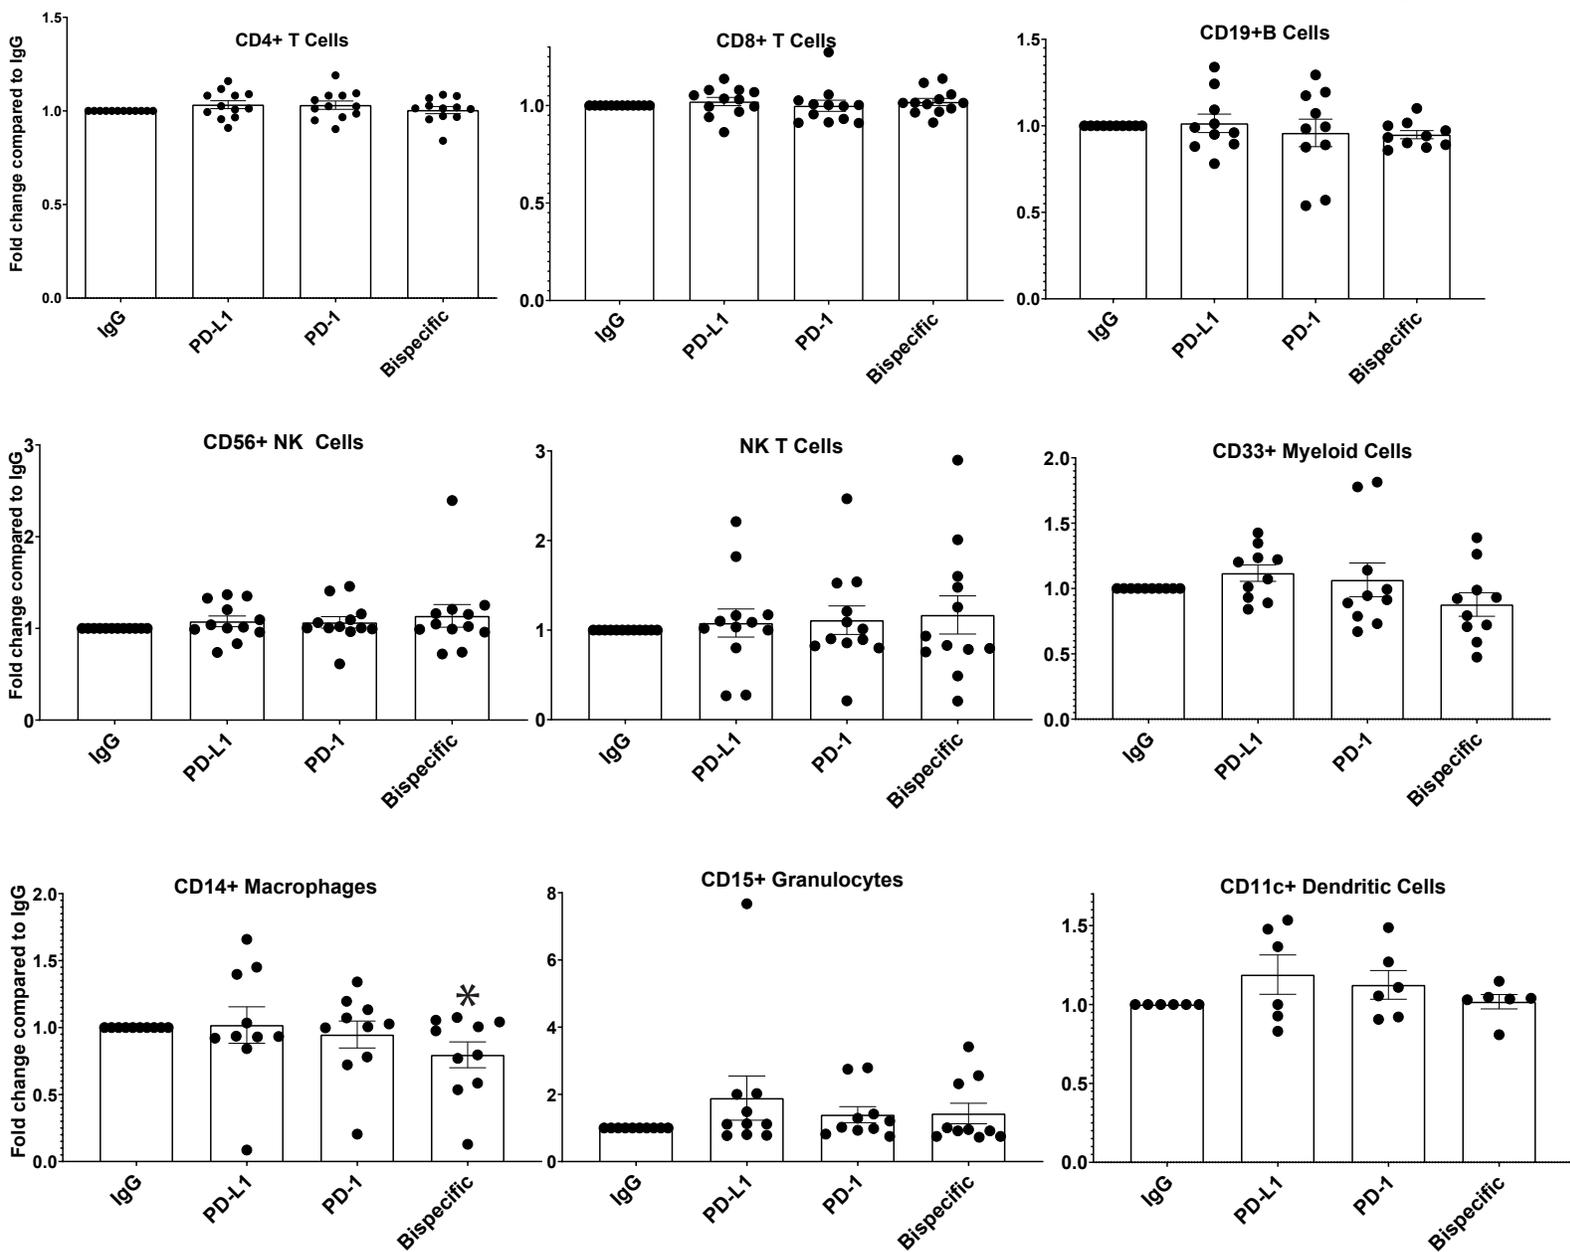 CD4+ T Cells
Fold change compared to IgG
1.5
1.0
0.5
0.0
IgG
PD-L1
PD-1
Bispecific
CD8+ T Cells
1.0
0.5
0.0
IgG
PD-L1
PD-1
Bispecific
CD19+B Cells
1.5
1.0
0.5
0.0
IgG
PD-L1
PD-1
Bispecific
CD56+ NK Cells
Fold change compared to IgG
3
2
1
0
IgG
PD-L1
PD-1
Bispecific
NK T Cells
3
2
1
0
IgG
PD-L1
PD-1
Bispecific
CD33+ Myeloid Cells
2.0
1.5
1.0
0.5
0.0
IgG
PD-L1
PD-1
Bispecific
CD14+ Macrophages
Fold change compared to IgG
2.0
1.5
1.0
0.5
0.0
*
IgG
PD-L1
PD-1
Bispecific
CD15+ Granulocytes
8
6
4
2
0
IgG
PD-L1
PD-1
Bispecific
CD11c+ Dendritic Cells
1.5
1.0
0.5
0.0
IgG
PD-L1
PD-1
Bispecific